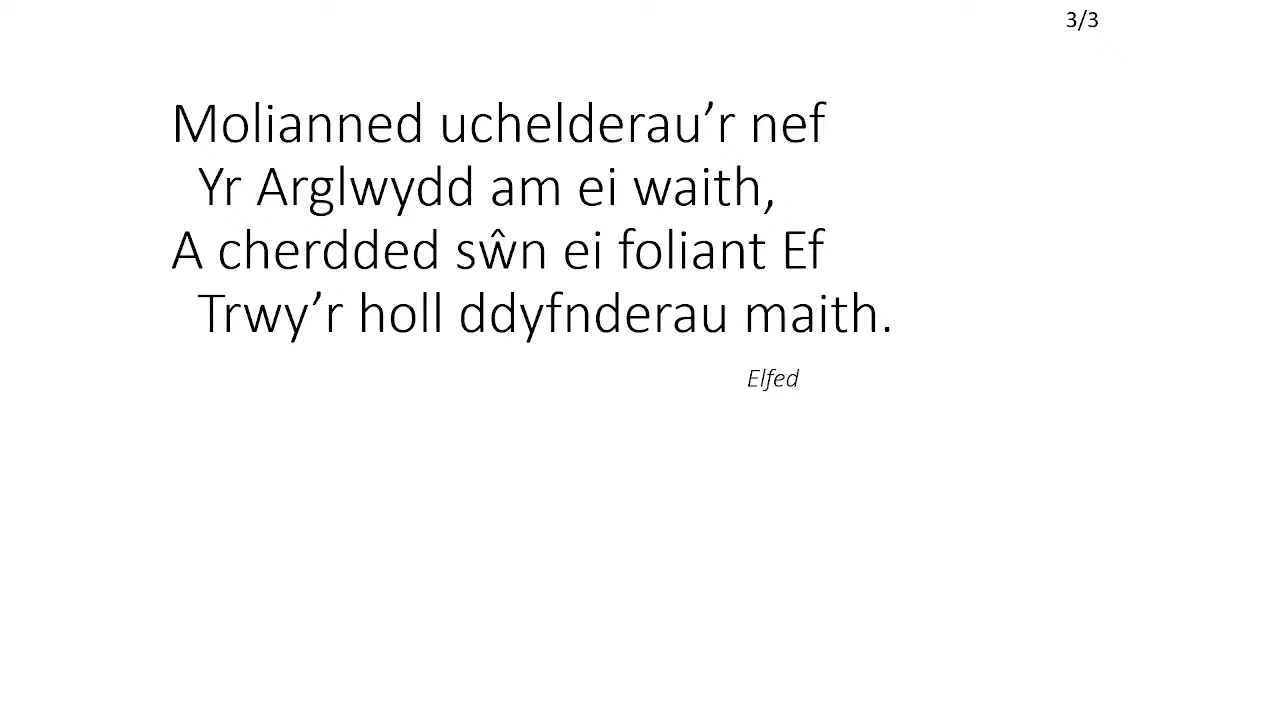 3/3
Molianned uchelderau’r nef
Yr Arglwydd am ei waith,
A cherdded sŵn ei foliant Ef
Trwy’r holl ddyfnderau maith.
Elfed